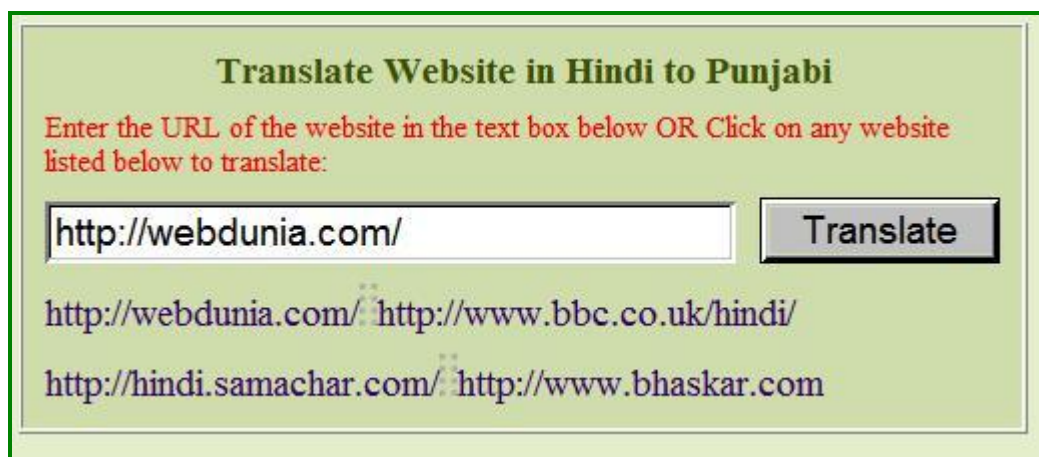 Translate Website in Hindi to Punjabi
Enter the URL of the website in the text box below OR Click on any website
listed below to translate:
http://webdunia.com/ Translate
http://webdunia.com/ http://www.bbc.co.uk/hindi/
http://hindi.samachar.com/ http://www.bhaskar.com